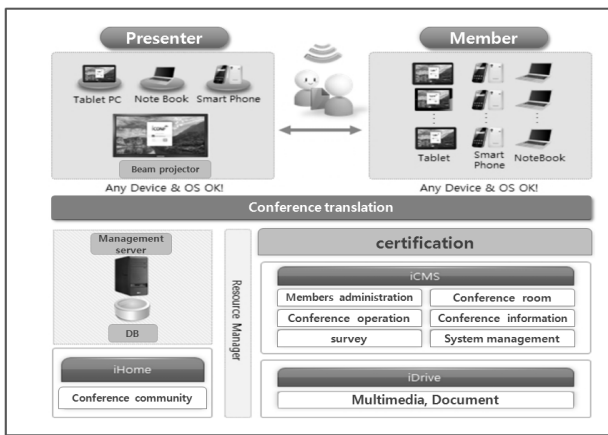 Presenter
Member
Tablet PC
Note Book
Smart Phone
Beam projector
Tablet
Smart
Phone
NoteBook
Any Device & OS OK!
Any Device & OS OK!
Conference translation
Management
server
DB
iHome
Conference community
Resource Manager
certification
iCMS
Members administration
Conference room
Conference operation
Conference information
survey
System management
iDrive
Multimedia, Document